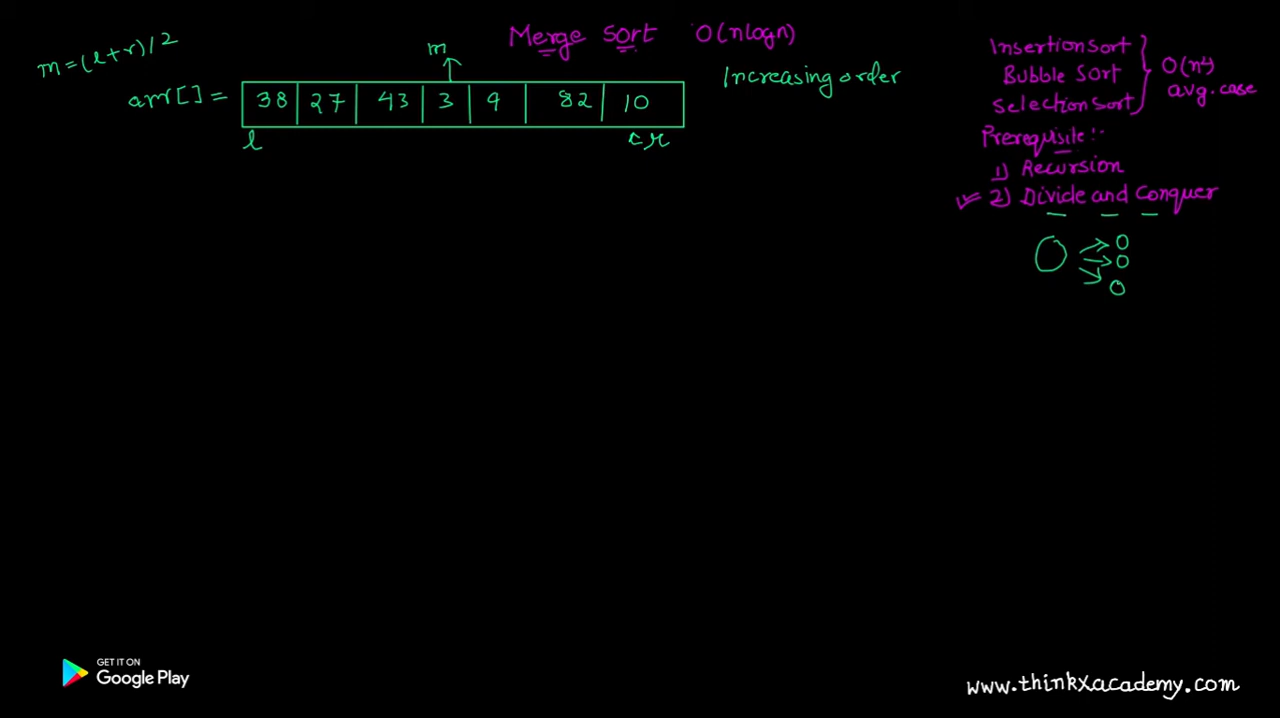 Merge Sort O(nlogn)
m=(l+r)/2
m
Increasing order
arr[]= 38 27 43 3 9 82 10
l
r
Insertion sort
Bubble Sort
Selection sort
O(n²)
avg. case
Prerequisite:-
1) Recursion
2) Divide and Conquer
GET IT ON
Google Play
www.thinkxacademy.com